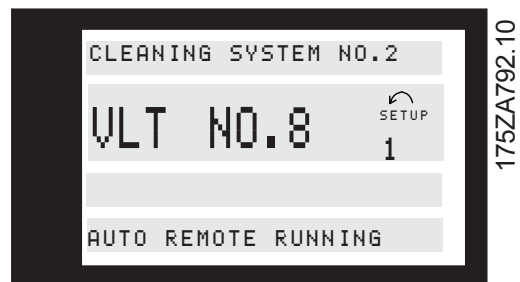 CLEANING SYSTEM NO.2
VLT NO.8
SETUP
1
AUTO REMOTE RUNNING
175ZA792.10